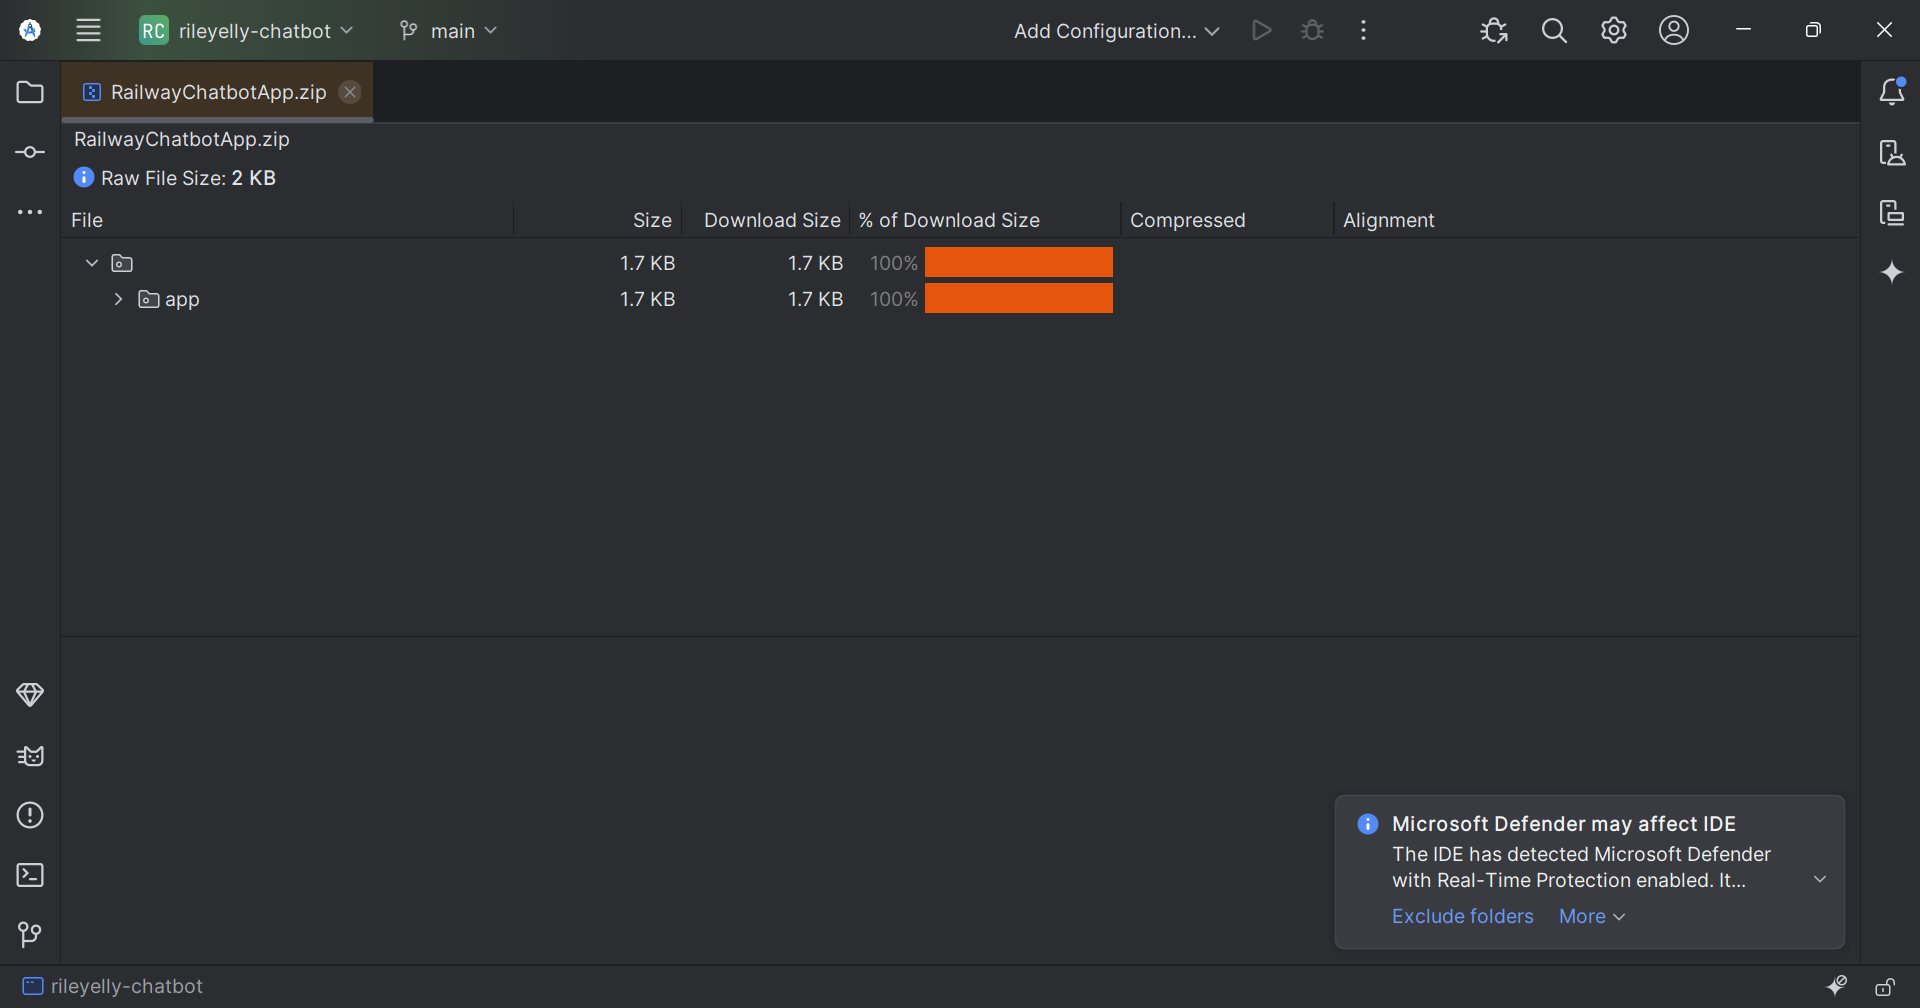 RC rileyelly-chatbot main Add Configuration...
RailwayChatbotApp.zip
RailwayChatbotApp.zip
Raw File Size: 2 KB
File Size Download Size % of Download Size Compressed Alignment
1.7 KB 1.7 KB 100%
app 1.7 KB 1.7 KB 100%
Microsoft Defender may affect IDE
The IDE has detected Microsoft Defender
with Real-Time Protection enabled. It...
Exclude folders More
rileyelly-chatbot